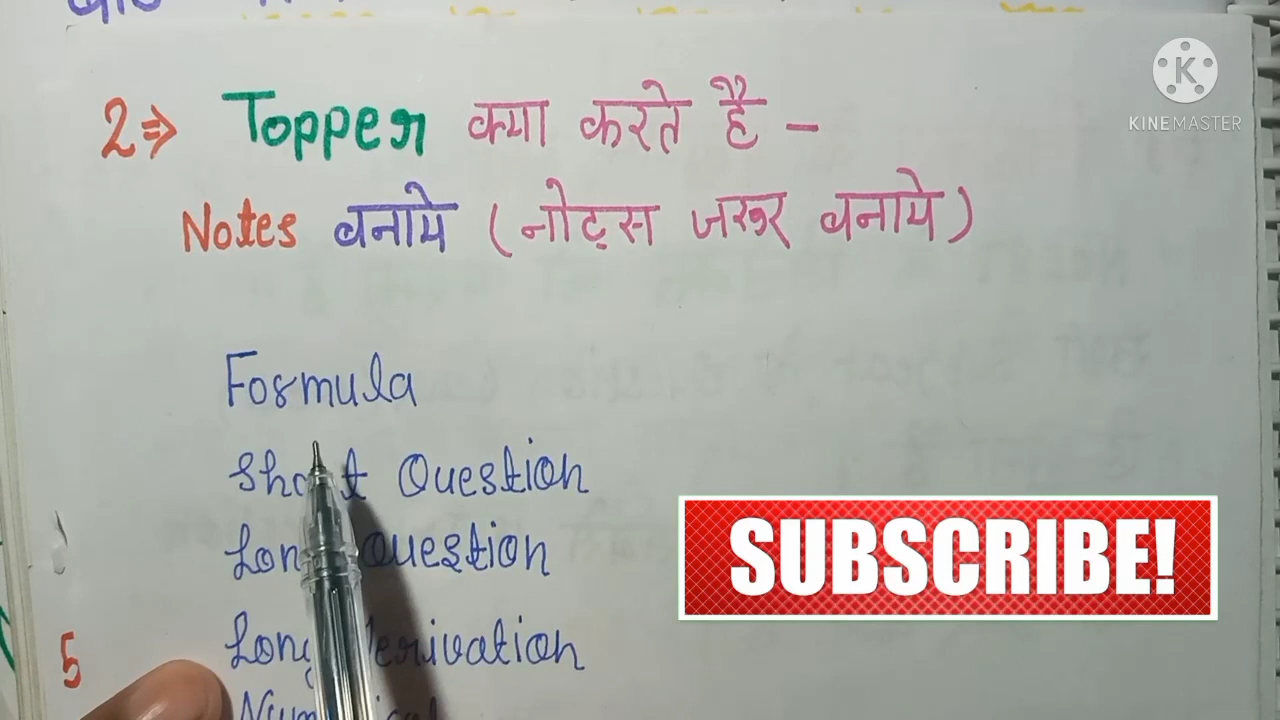 KINEMASTER
2⇒ Topper क्या करते है -
Notes बनाये (नोट्स जरूर बनाये)
Formula
Short Question
Long Question
Long Derivation
SUBSCRIBE!
5